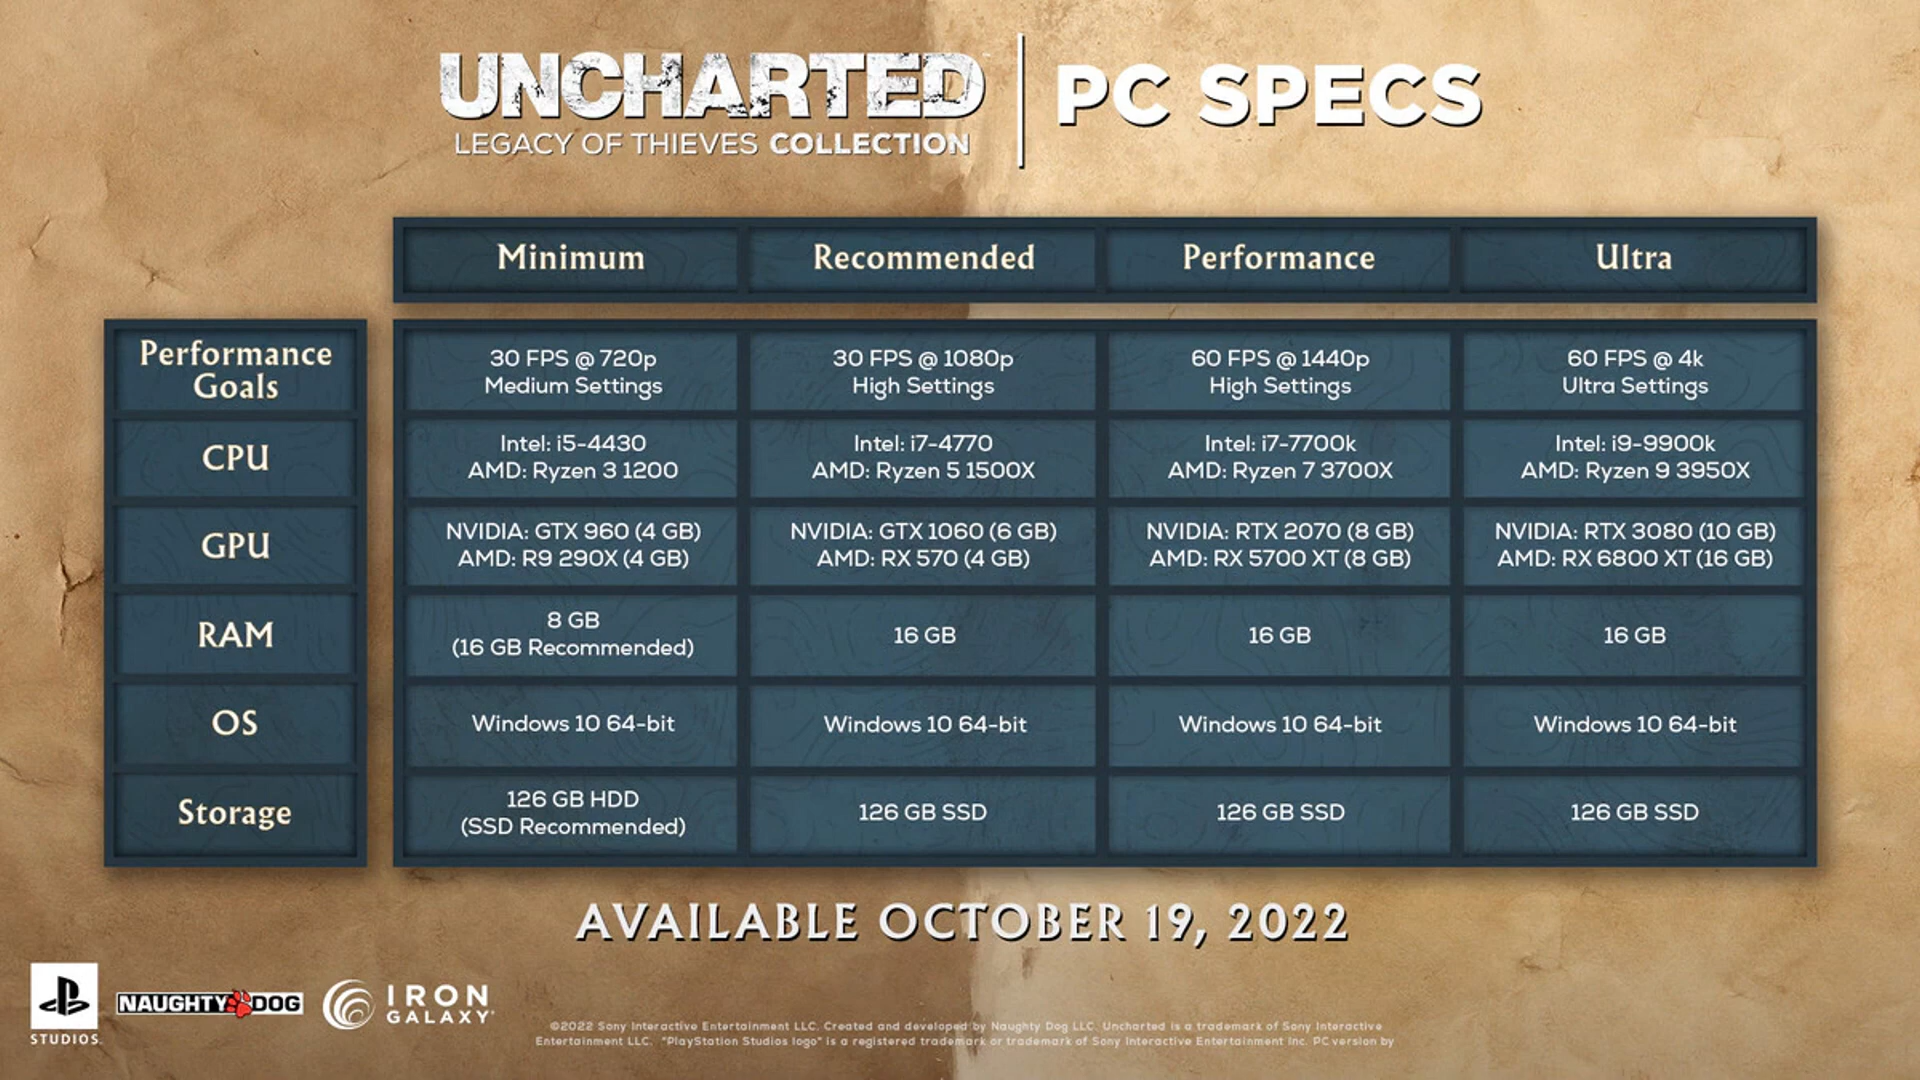 UNCHARTED
LEGACY OF THIEVES COLLECTION
PC SPECS
Minimum Recommended Performance Ultra
Performance Goals
30 FPS @ 720p
Medium Settings
30 FPS @ 1080p
High Settings
60 FPS @ 1440p
High Settings
60 FPS @ 4k
Ultra Settings
CPU
Intel: i5-4430
AMD: Ryzen 3 1200
Intel: i7-4770
AMD: Ryzen 5 1500X
Intel: i7-7700k
AMD: Ryzen 7 3700X
Intel: i9-9900k
AMD: Ryzen 9 3950X
GPU
NVIDIA: GTX 960 (4 GB)
AMD: R9 290X (4 GB)
NVIDIA: GTX 1060 (6 GB)
AMD: RX 570 (4 GB)
NVIDIA: RTX 2070 (8 GB)
AMD: RX 5700 XT (8 GB)
NVIDIA: RTX 3080 (10 GB)
AMD: RX 6800 XT (16 GB)
RAM
8 GB
(16 GB Recommended)
16 GB
16 GB
16 GB
OS
Windows 10 64-bit
Windows 10 64-bit
Windows 10 64-bit
Windows 10 64-bit
Storage
126 GB HDD
(SSD Recommended)
126 GB SSD
126 GB SSD
126 GB SSD
AVAILABLE OCTOBER 19, 2022
STUDIOS
NAUGHTY DOG
IRON
GALAXY
©2022 Sony Interactive Entertainment LLC. Created and developed by Naughty Dog LLC. Uncharted is a trademark of Sony Interactive
Entertainment LLC. "PlayStation Studios logo" is a registered trademark or trademark of Sony Interactive Entertainment Inc. PC version by